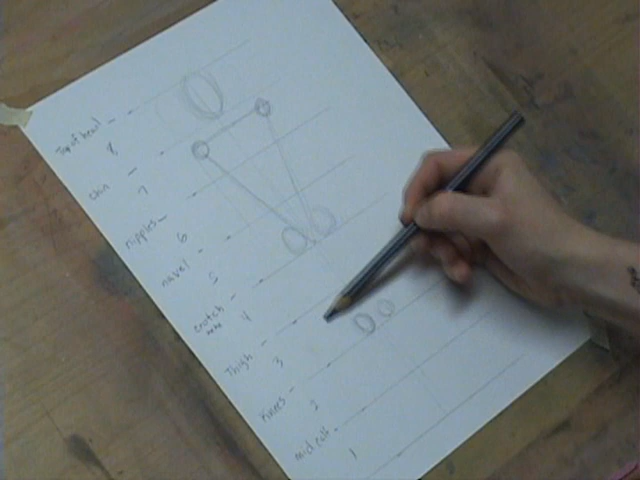 Top of head
8
chin
7
nipples
6
navel
5
crotch
4
Thigh
3
Knees
2
mid calf
1